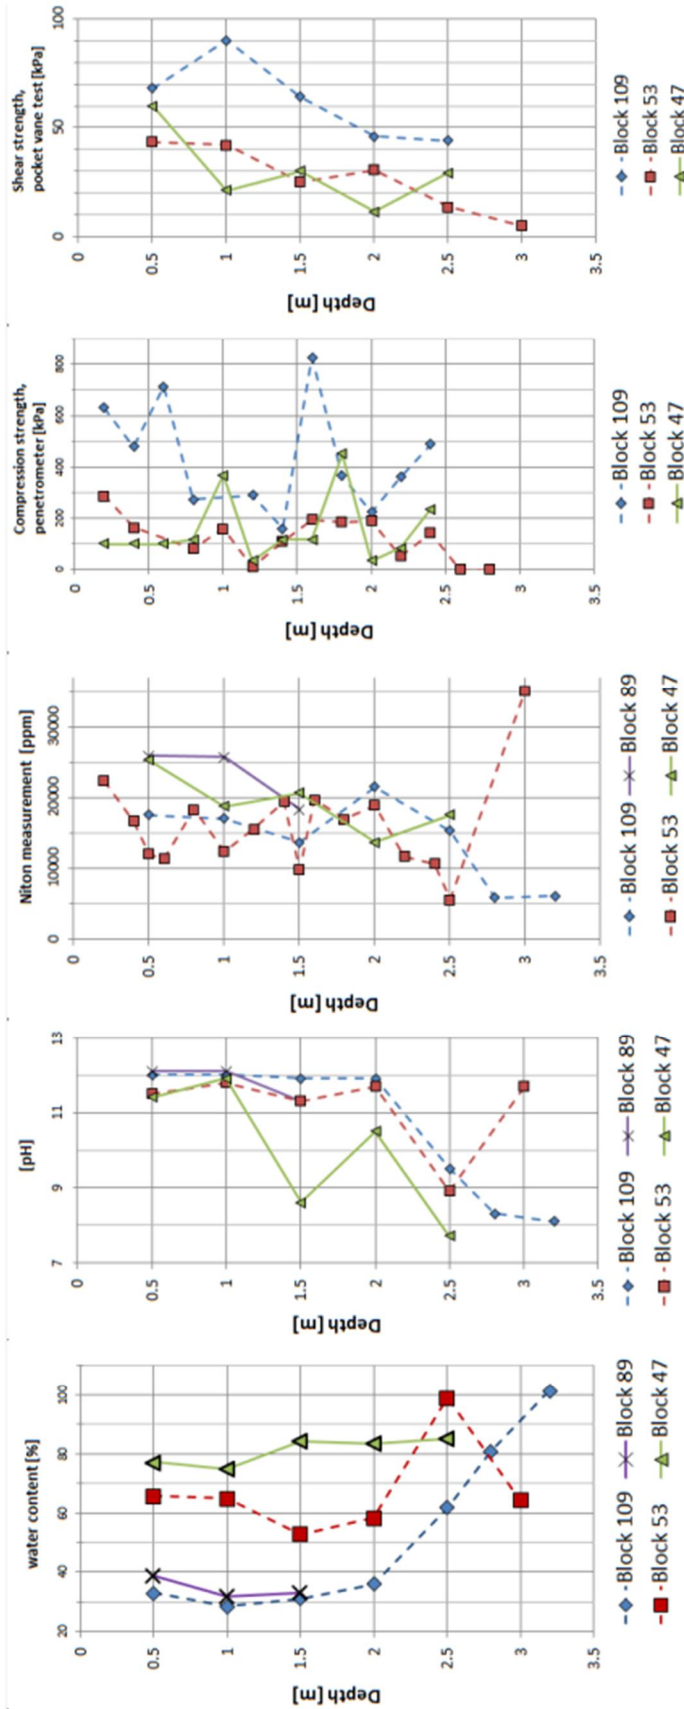 water content [%]
20 40 60 80 100
0
0.5
1
1.5
2
2.5
3
3.5
Depth [m]
Block 109 Block 89
Block 53 Block 47
[pH]
7 9 11 13
0
0.5
1
1.5
2
2.5
3
3.5
Depth [m]
Block 109 Block 89
Block 53 Block 47
Niton measurement [ppm]
0 10000 20000 30000
0
0.5
1
1.5
2
2.5
3
3.5
Depth [m]
Block 109 Block 89
Block 53 Block 47
Compression strength,
penetrometer [kPa]
0 200 400 600 800
0
0.5
1
1.5
2
2.5
3
3.5
Depth [m]
Block 109
Block 53
Block 47
Shear strength,
pocket vane test [kPa]
0 50 100
0
0.5
1
1.5
2
2.5
3
3.5
Depth [m]
Block 109
Block 53
Block 47